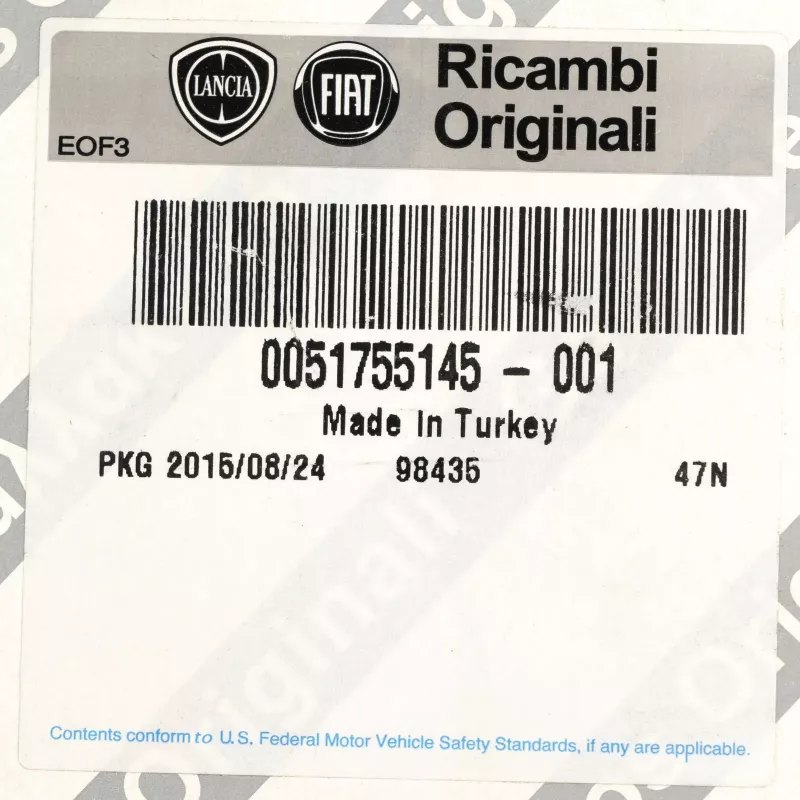 LANCIA
FIAT
Ricambi
Originali
EOF3
0051755145 - 001
Made In Turkey
PKG 2015/08/24 98435 47N
Contents conform to U.S. Federal Motor Vehicle Safety Standards, if any are applicable.